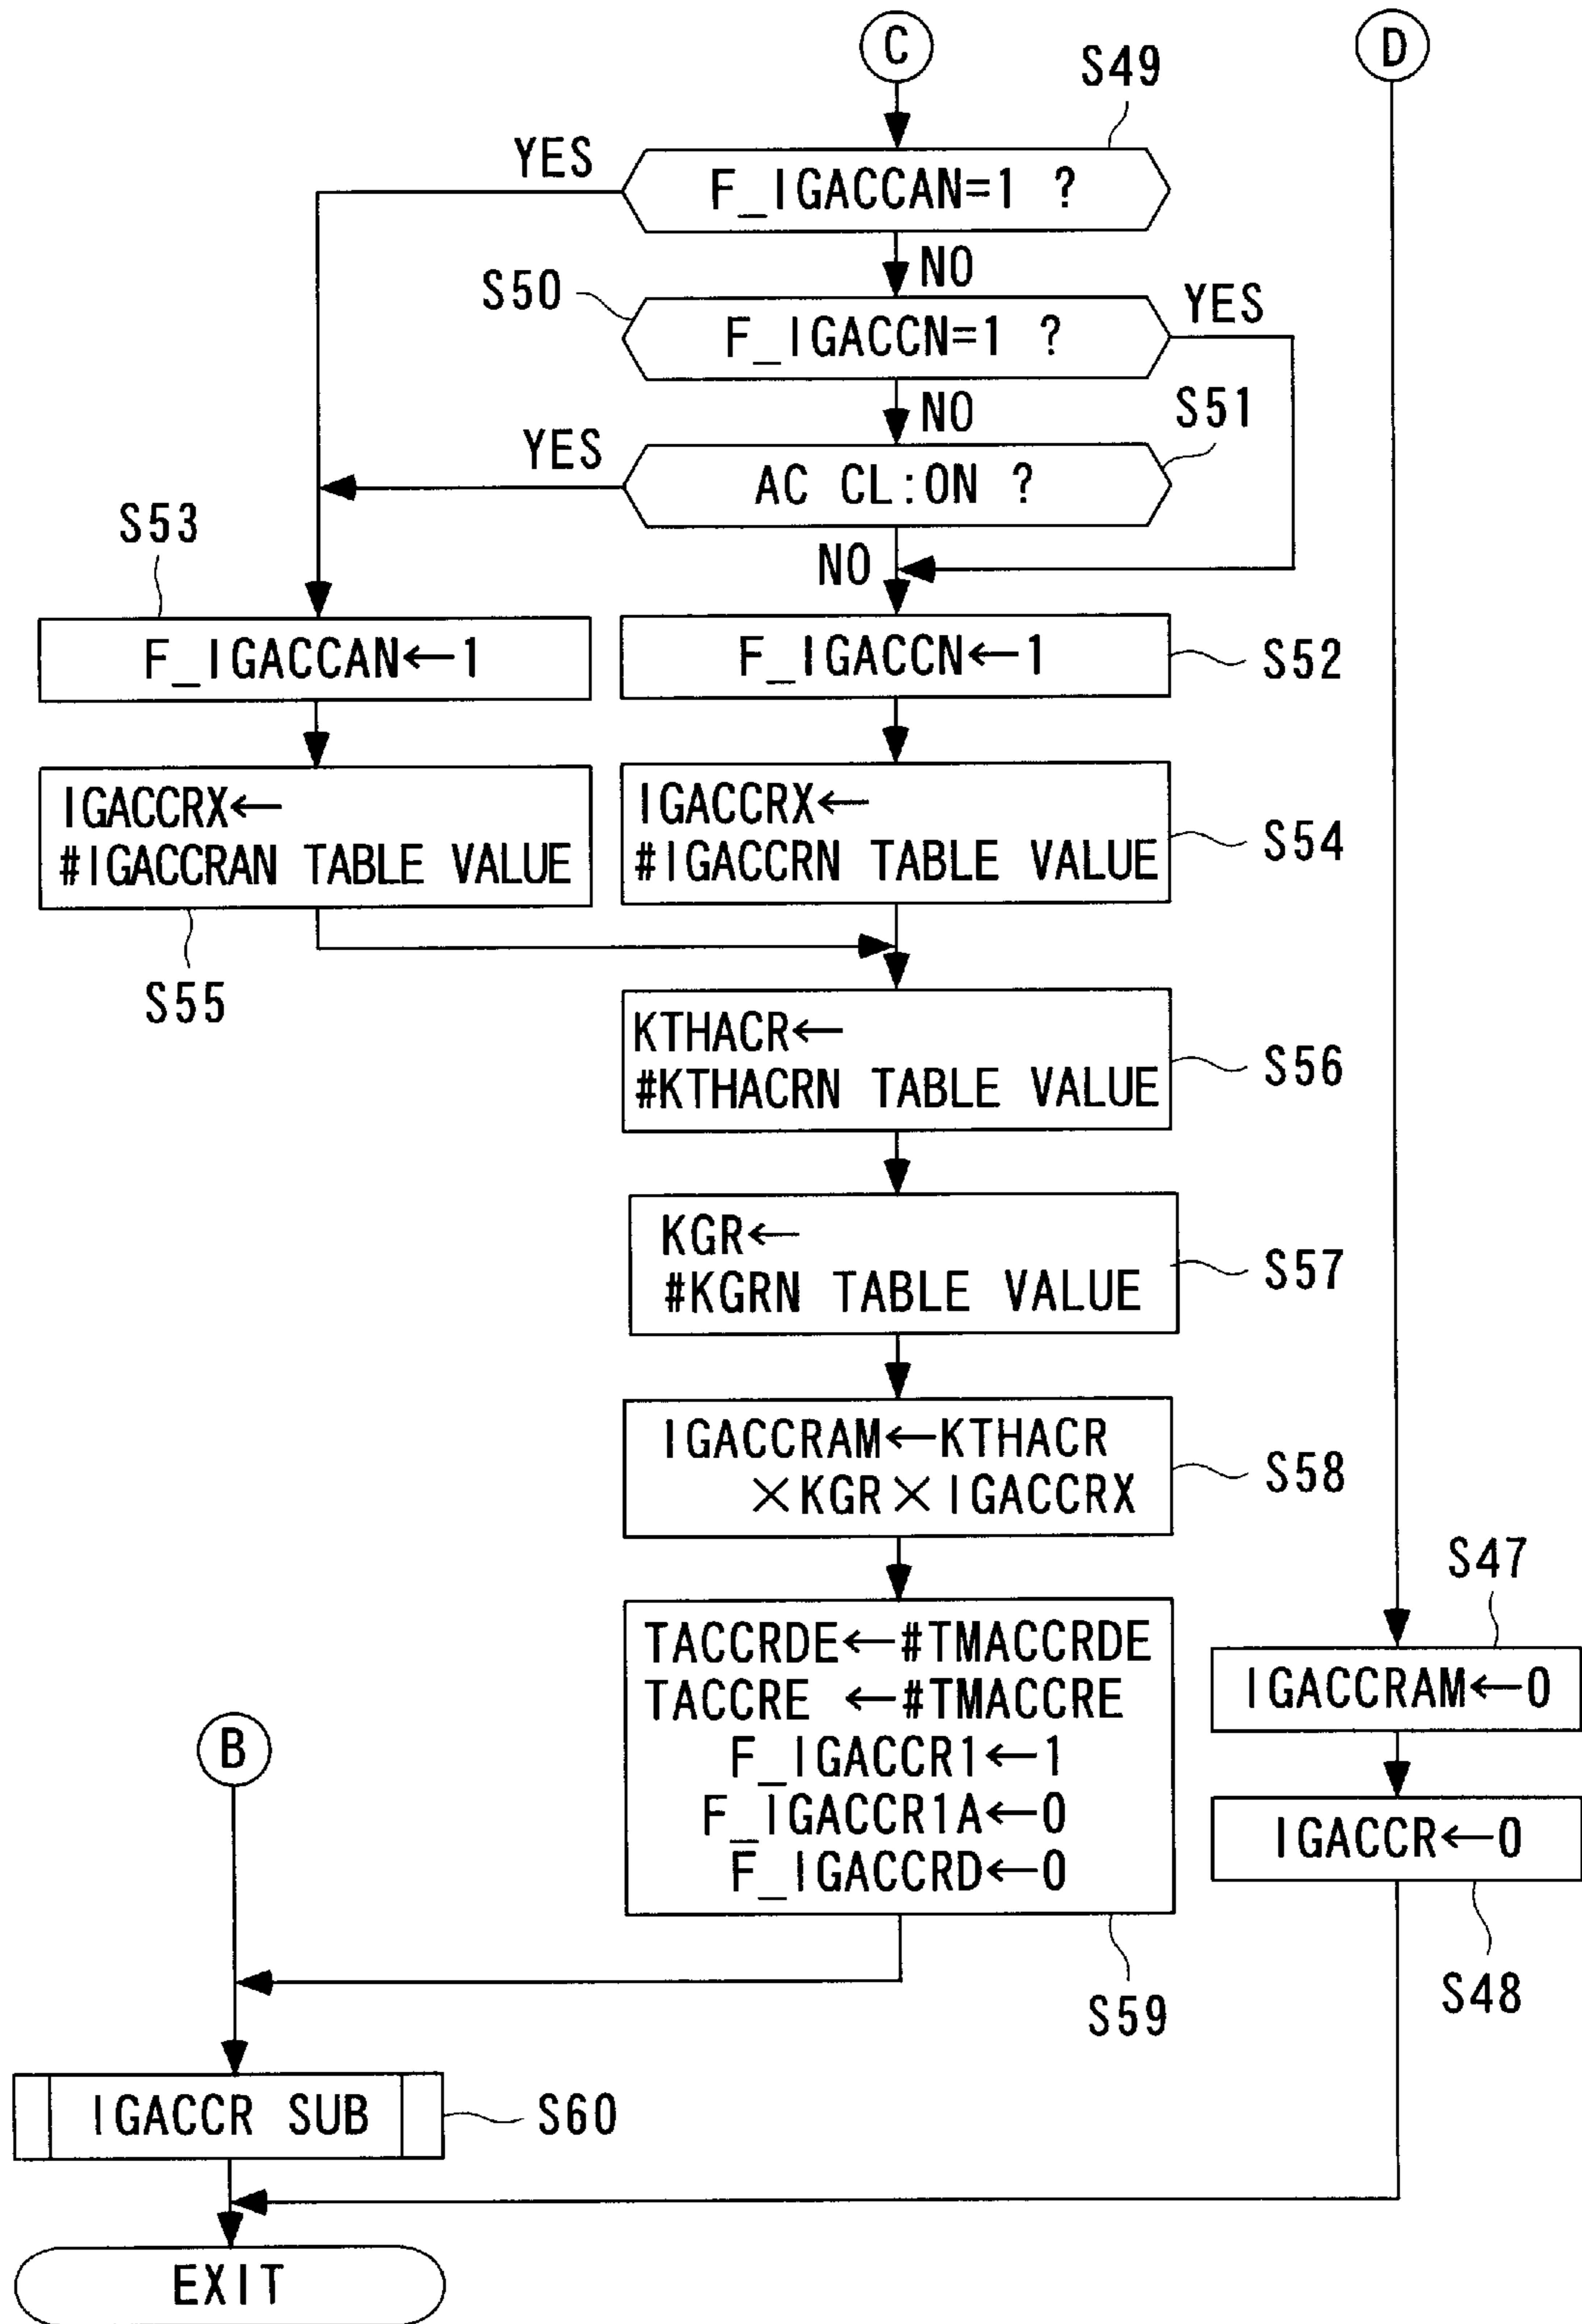 C
D
S49
YES
F_IGACCAN=1 ?
NO
S50
YES
F_IGACCN=1 ?
NO
S51
YES
AC CL:ON ?
S53
NO
F_IGACCAN←1
F_IGACCN←1
S52
IGACCRX←
#IGACCRAN TABLE VALUE
IGACCRX←
#IGACCRN TABLE VALUE
S54
S55
KTHACR←
#KTHACRN TABLE VALUE
S56
KGR←
#KGRN TABLE VALUE
S57
IGACCRAM←KTHACR
×KGR×IGACCRX
S58
S47
TACCRDE←#TMACCRDE
TACCRE ←#TMACCRE
F_IGACCR1←1
F_IGACCR1A←0
F_IGACCRD←0
IGACCRAM←0
B
IGACCR←0
S59
S48
IGACCR SUB
S60
EXIT